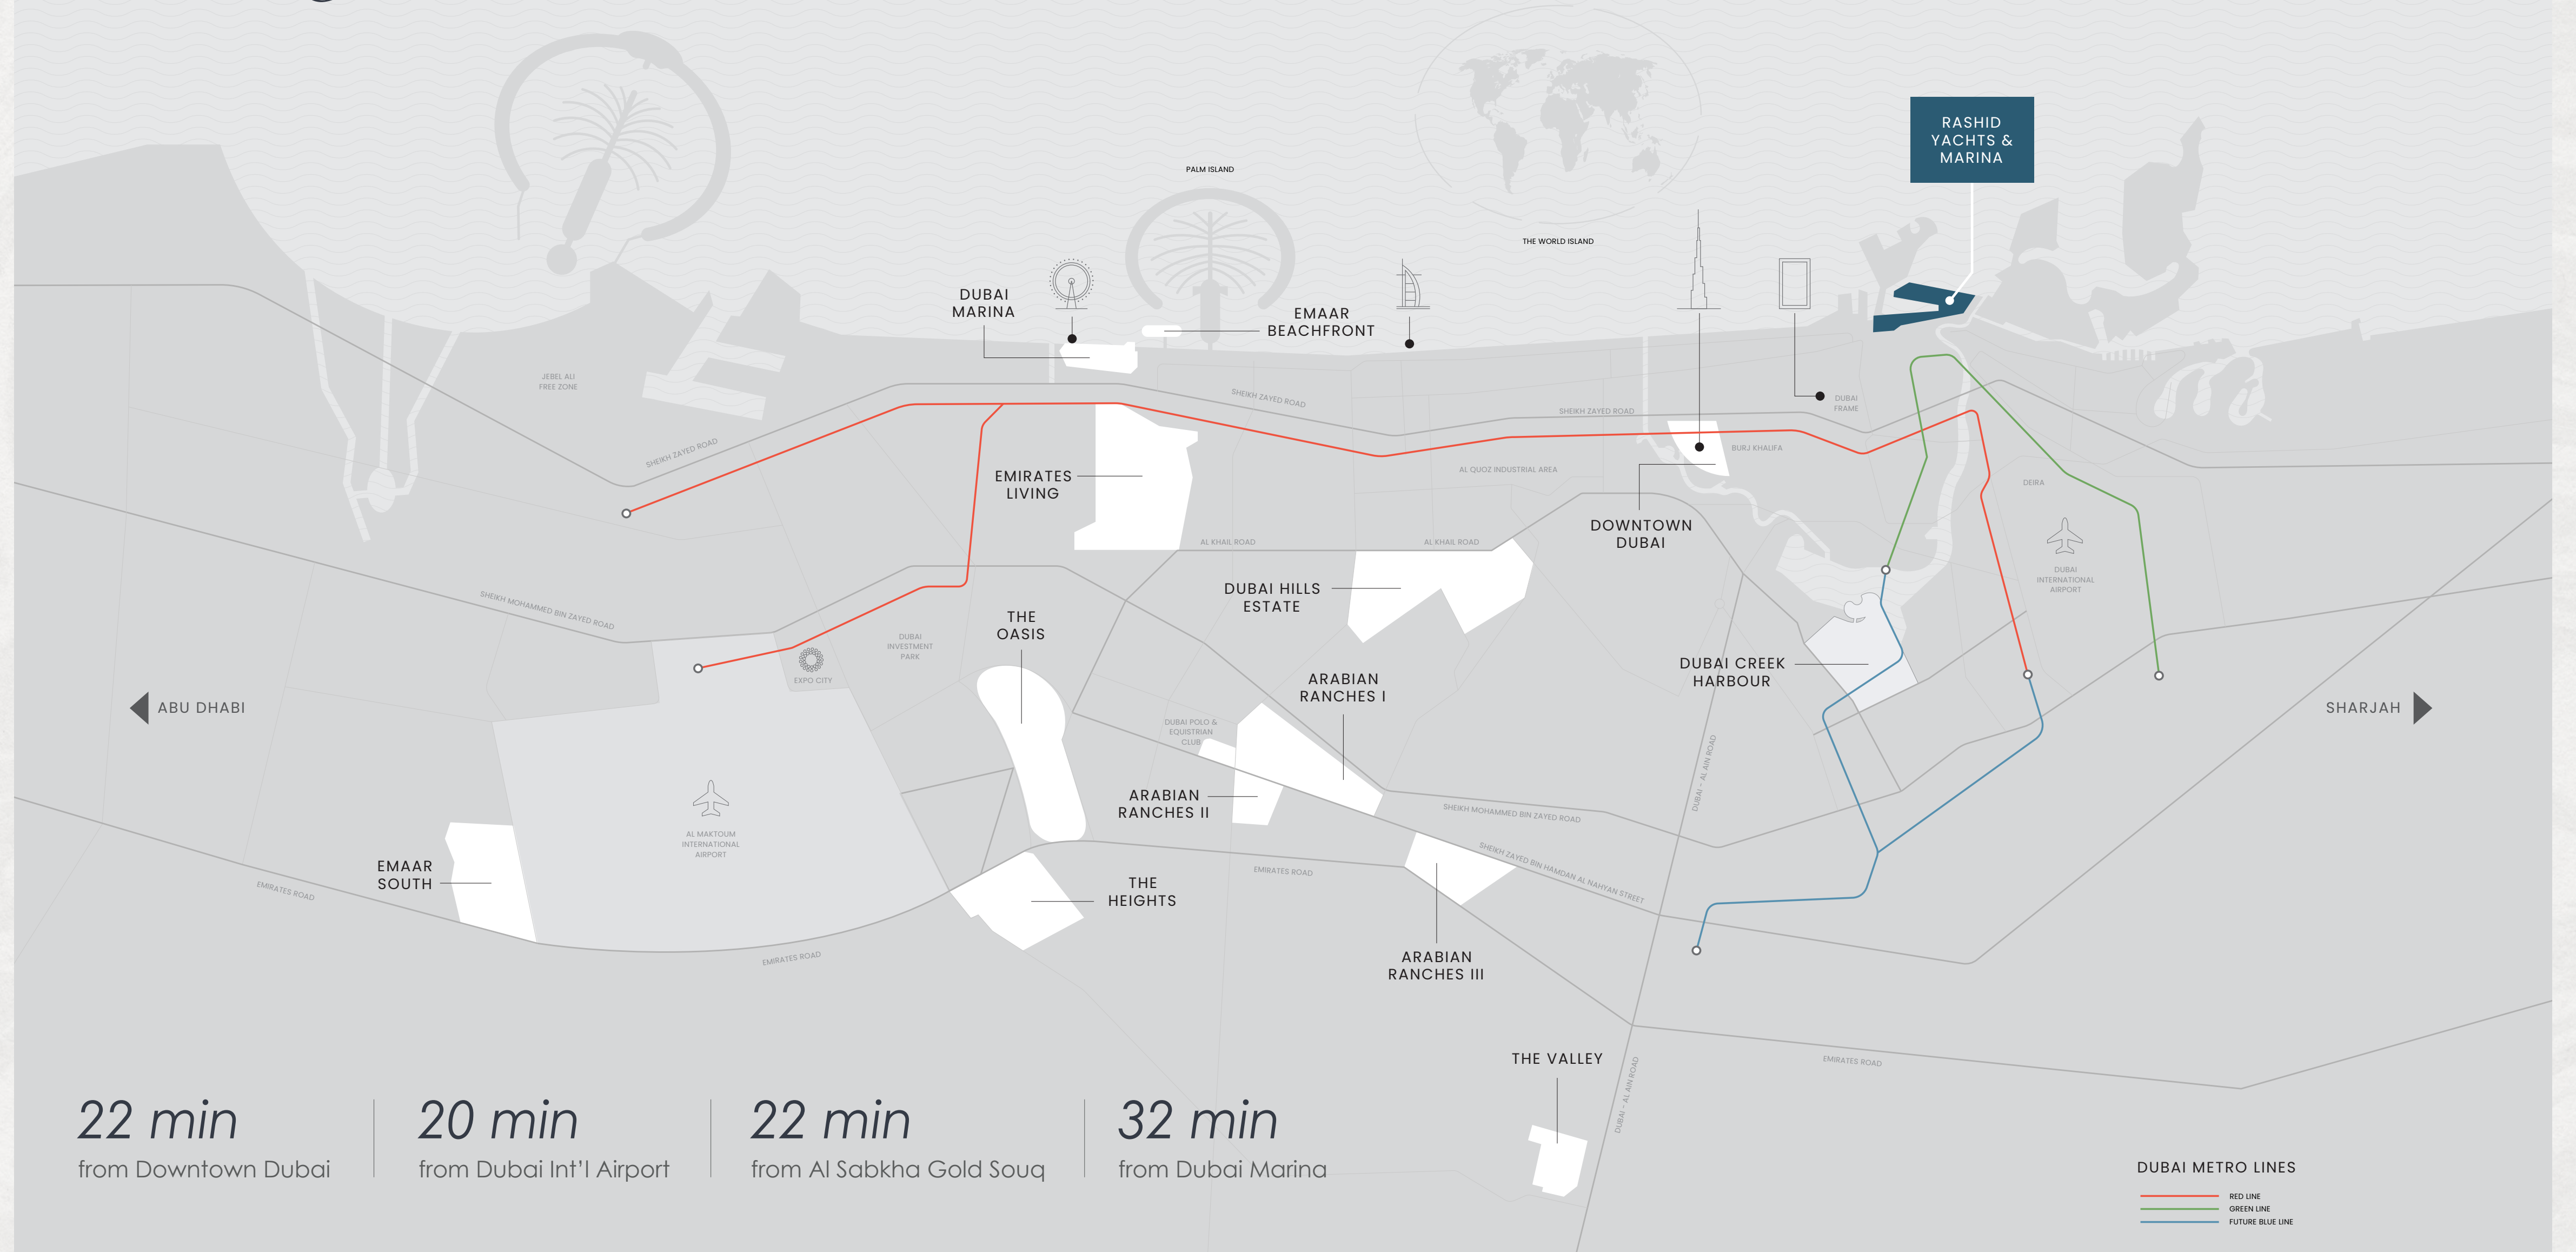 RASHID
YACHTS &
MARINA
PALM ISLAND
THE WORLD ISLAND
DUBAI
MARINA
EMAAR
BEACHFRONT
JEBEL ALI
FREE ZONE
SHEIKH ZAYED ROAD
SHEIKH ZAYED ROAD
SHEIKH ZAYED ROAD
DUBAI
FRAME
BURJ KHALIFA
AL QUOZ INDUSTRIAL AREA
EMIRATES
LIVING
DEIRA
DOWNTOWN
DUBAI
AL KHAIL ROAD
AL KHAIL ROAD
DUBAI
INTERNATIONAL
AIRPORT
SHEIKH MOHAMMED BIN ZAYED ROAD
DUBAI HILLS
ESTATE
THE
OASIS
DUBAI
INVESTMENT
PARK
EXPO CITY
DUBAI CREEK
HARBOUR
ARABIAN
RANCHES I
ABU DHABI
SHARJAH
DUBAI POLO &
EQUESTRIAN
CLUB
DUBAI - AL AIN ROAD
ARABIAN
RANCHES II
SHEIKH MOHAMMED BIN ZAYED ROAD
AL MAKTOUM
INTERNATIONAL
AIRPORT
SHEIKH ZAYED BIN HAMDAN AL NAHYAN STREET
EMAAR
SOUTH
EMIRATES ROAD
EMIRATES ROAD
THE
HEIGHTS
EMIRATES ROAD
ARABIAN
RANCHES III
THE VALLEY
EMIRATES ROAD
DUBAI - AL AIN ROAD
22 min
from Downtown Dubai
20 min
from Dubai Int'l Airport
22 min
from Al Sabkha Gold Souq
32 min
from Dubai Marina
DUBAI METRO LINES
RED LINE
GREEN LINE
FUTURE BLUE LINE